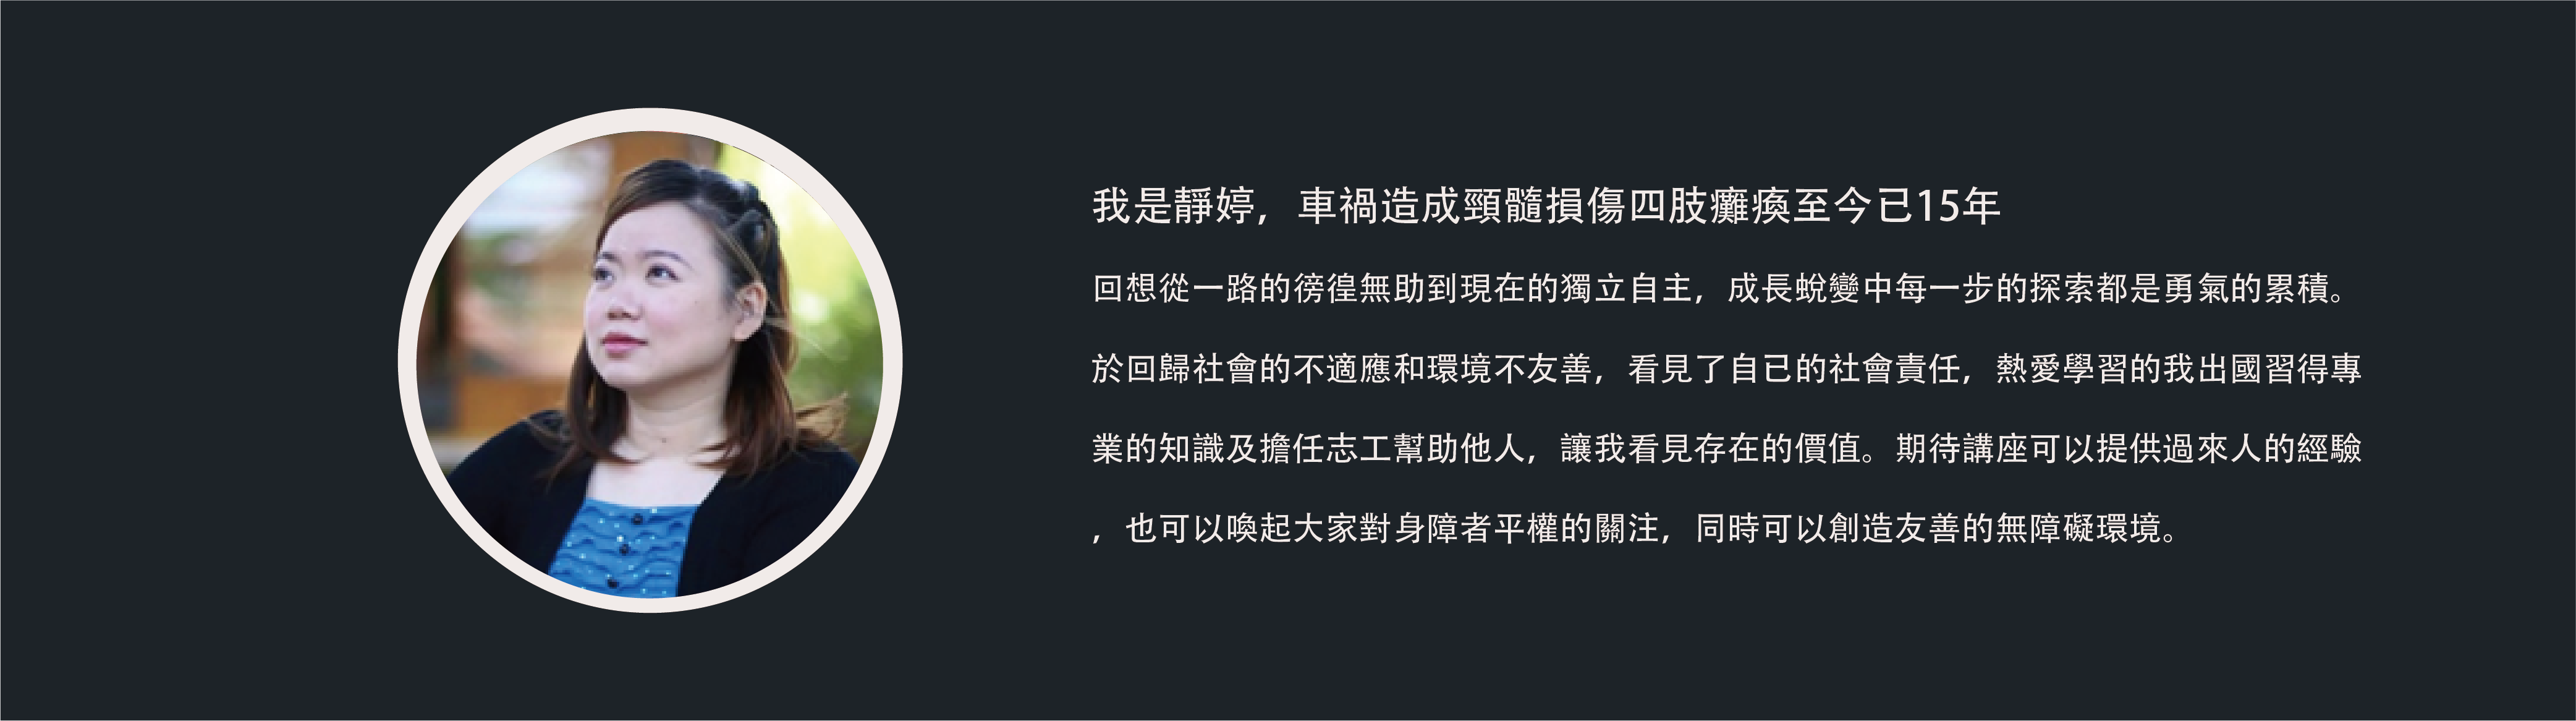 我是靜婷，車禍造成頸髓損傷四肢癱瘓至今已15年
回想從一路的徬徨無助到現在的獨立自主，成長蛻變中每一步的探索都是勇氣的累積。
於回歸社會的不適應和環境不友善，看見了自已的社會責任，熱愛學習的我出國習得專
業的知識及擔任志工幫助他人，讓我看見存在的價值。期待講座可以提供過來人的經驗
，也可以喚起大家對身障者平權的關注，同時可以創造友善的無障礙環境。